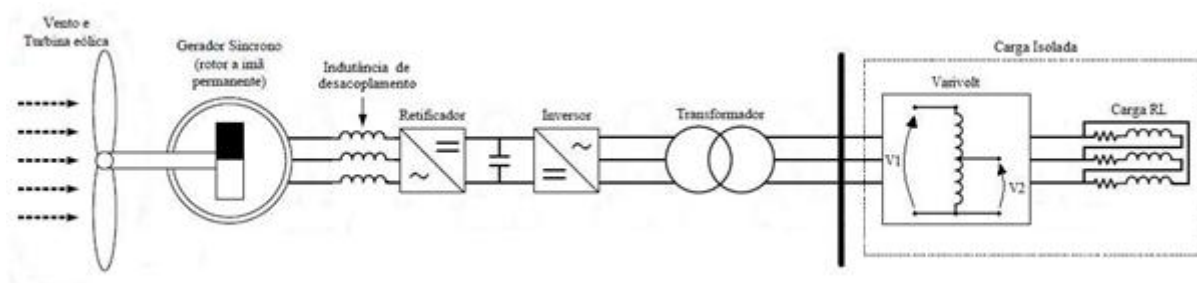 Vento e
Turbina eólica
Gerador Síncrono
(rotor a imã
permanente)
Indutância de
desacoplamento
Retificador
Inversor
Transformador
Carga Isolada
Varivolt
V1
V2
Carga RL